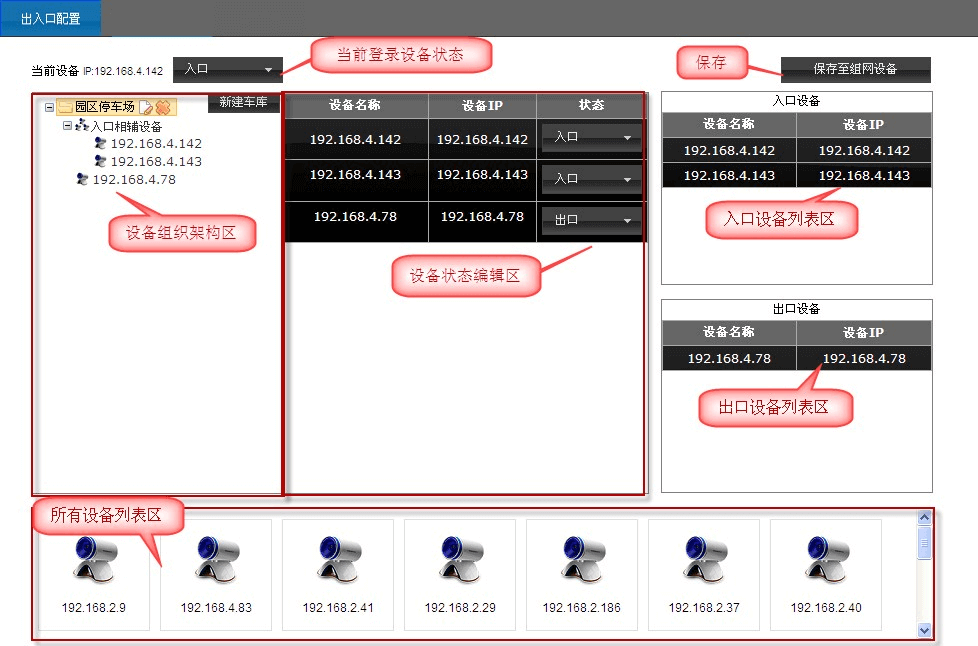 出入口配置
当前设备 IP:192.168.4.142 入口
当前登录设备状态
保存
保存至组网设备
园区停车场
新建车库
入口相辅设备
192.168.4.142
192.168.4.143
192.168.4.78
设备组织架构区
设备名称 设备IP 状态
192.168.4.142 192.168.4.142 入口
192.168.4.143 192.168.4.143 入口
192.168.4.78 192.168.4.78 出口
设备状态编辑区
入口设备
设备名称 设备IP
192.168.4.142 192.168.4.142
192.168.4.143 192.168.4.143
入口设备列表区
出口设备
设备名称 设备IP
192.168.4.78 192.168.4.78
出口设备列表区
所有设备列表区
192.168.2.9 192.168.4.83 192.168.2.41 192.168.2.29 192.168.2.186 192.168.2.37 192.168.2.40